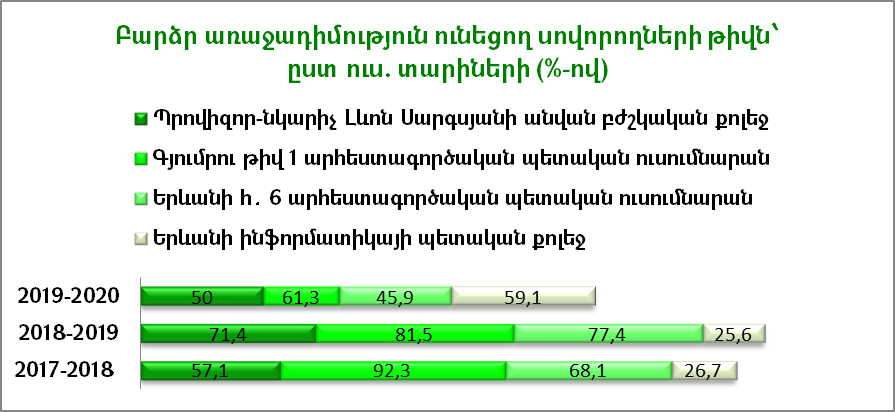 Բարձր առաջադիմություն ունեցող սովորողների թիվն՝
ըստ ուս. տարիների (%-ով)
Պրովիզոր-նկարիչ Լևոն Սարգսյանի անվան բժշկական քոլեջ
Գյումրու թիվ 1 արհեստագործական պետական ուսումնարան
Երևանի հ. 6 արհեստագործական պետական ուսումնարան
Երևանի ինֆորմատիկայի պետական քոլեջ
2019-2020 50 61,3 45,9 59,1
2018-2019 71,4 81,5 77,4 25,6
2017-2018 57,1 92,3 68,1 26,7